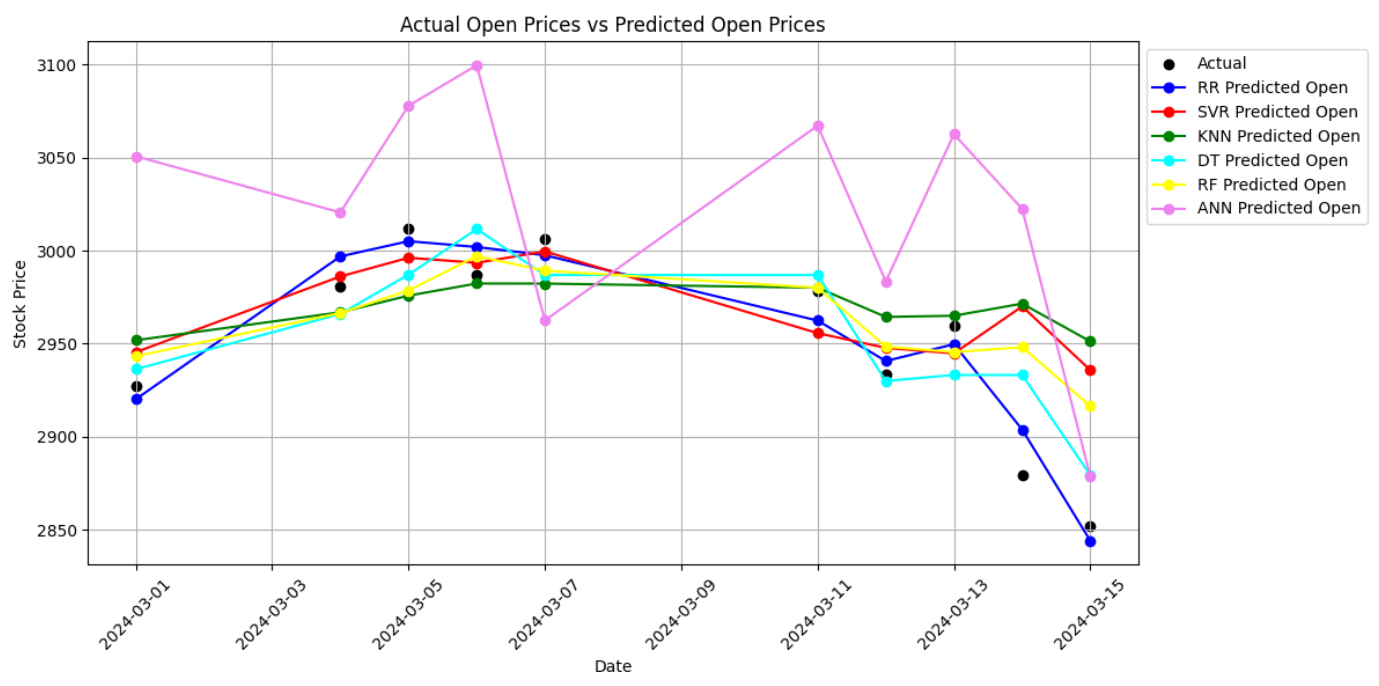 Actual Open Prices vs Predicted Open Prices
Stock Price
3100
3050
3000
2950
2900
2850
2024-03-01
2024-03-03
2024-03-05
2024-03-07
2024-03-09
2024-03-11
2024-03-13
2024-03-15
Date
Actual
RR Predicted Open
SVR Predicted Open
KNN Predicted Open
DT Predicted Open
RF Predicted Open
ANN Predicted Open